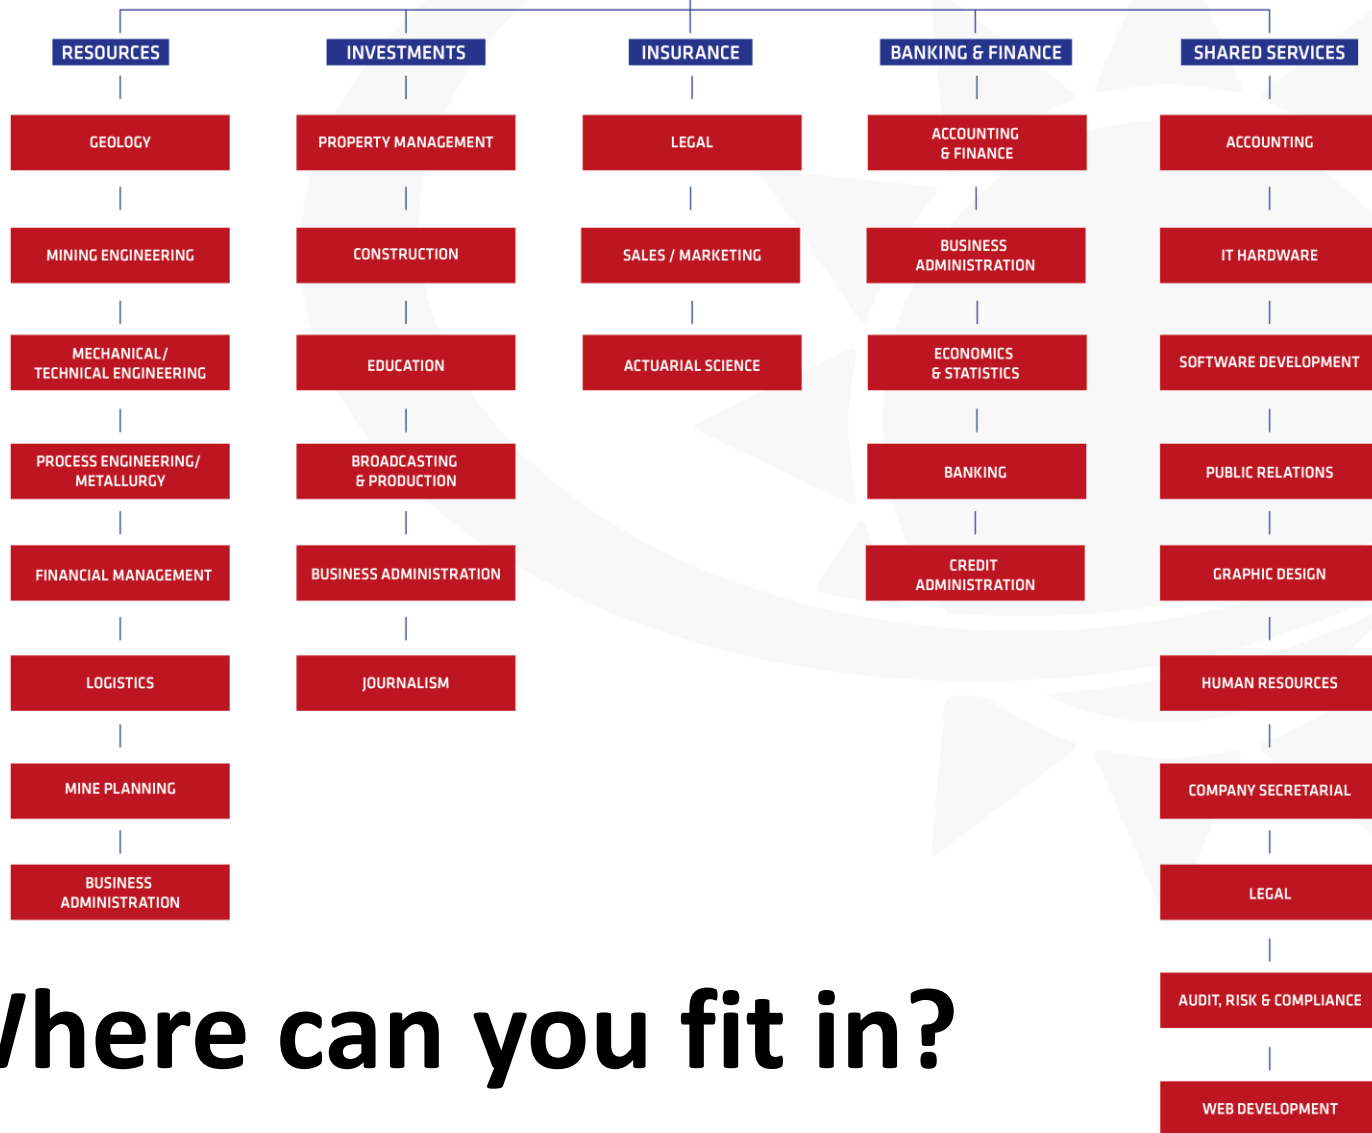 RESOURCES
GEOLOGY
MINING ENGINEERING
MECHANICAL/
TECHNICAL ENGINEERING
PROCESS ENGINEERING/
METALLURGY
FINANCIAL MANAGEMENT
LOGISTICS
MINE PLANNING
BUSINESS
ADMINISTRATION
INVESTMENTS
PROPERTY MANAGEMENT
CONSTRUCTION
EDUCATION
BROADCASTING
& PRODUCTION
BUSINESS ADMINISTRATION
JOURNALISM
INSURANCE
LEGAL
SALES / MARKETING
ACTUARIAL SCIENCE
BANKING & FINANCE
ACCOUNTING
& FINANCE
BUSINESS
ADMINISTRATION
ECONOMICS
& STATISTICS
BANKING
CREDIT
ADMINISTRATION
SHARED SERVICES
ACCOUNTING
IT HARDWARE
SOFTWARE DEVELOPMENT
PUBLIC RELATIONS
GRAPHIC DESIGN
HUMAN RESOURCES
COMPANY SECRETARIAL
LEGAL
AUDIT, RISK & COMPLIANCE
WEB DEVELOPMENT
Where can you fit in?